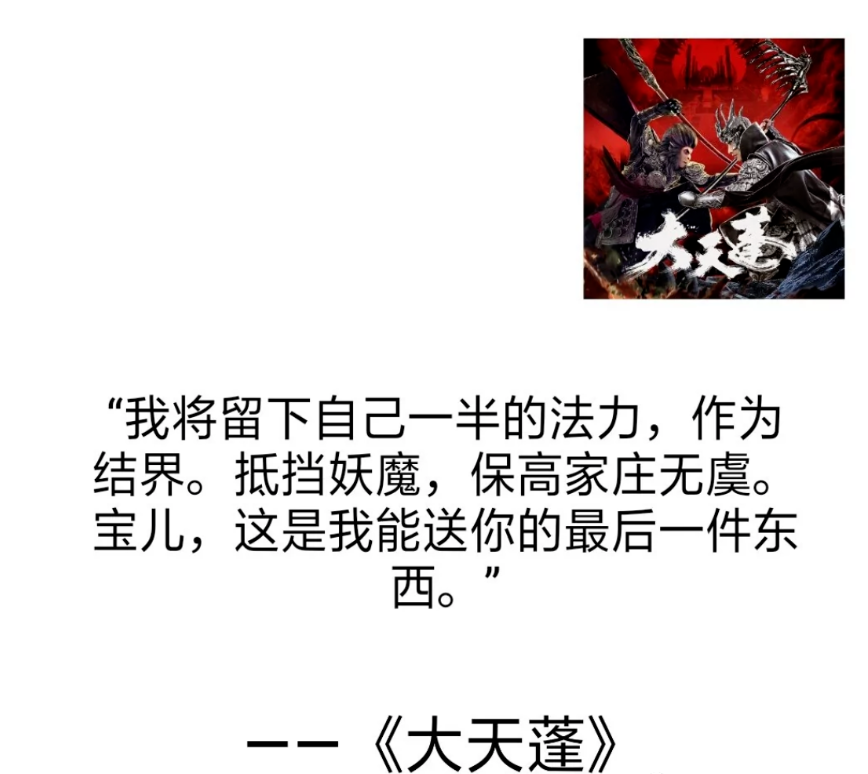 大天蓬
“我将留下自己一半的法力，作为
结界。抵挡妖魔，保高家庄无虞。
宝儿，这是我能送你的最后一件东
西。”
——《大天蓬》